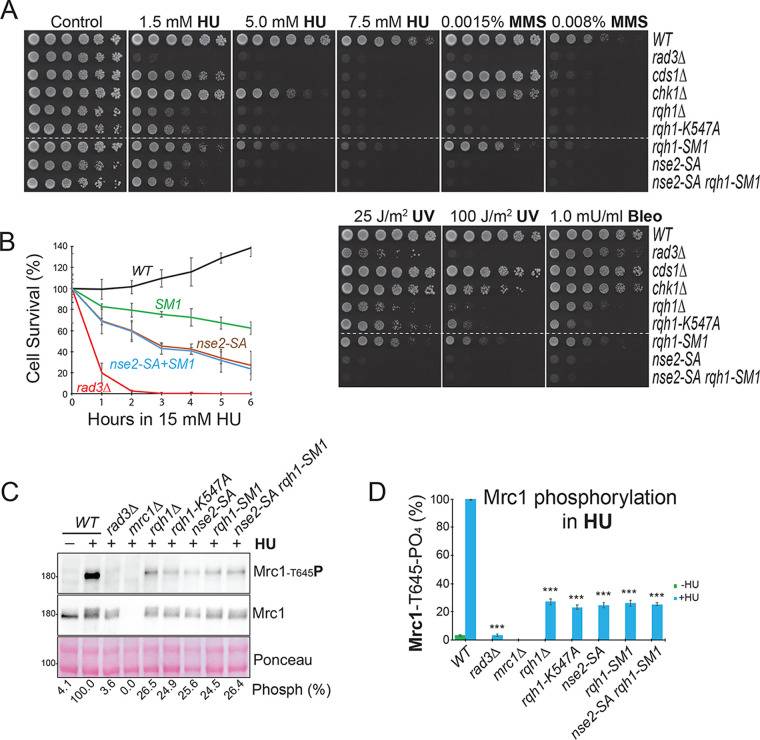 A
Control
1.5 mM HU
5.0 mM HU
7.5 mM HU
0.0015% MMS
0.008% MMS
WT
rad3Δ
cds1Δ
chk1Δ
rqh1Δ
rqh1-K547A
rqh1-SM1
nse2-SA
nse2-SA rqh1-SM1
25 J/m² UV
100 J/m² UV
1.0 mU/ml Bleo
WT
rad3Δ
cds1Δ
chk1Δ
rqh1Δ
rqh1-K547A
rqh1-SM1
nse2-SA
nse2-SA rqh1-SM1
B
Cell Survival (%)
140
120
100
80
60
40
20
0
WT
SM1
nse2-SA
nse2-SA+SM1
rad3Δ
0 1 2 3 4 5 6
Hours in 15 mM HU
C
WT
rad3Δ
mrc1Δ
rqh1Δ
rqh1-K547A
nse2-SA
rqh1-SM1
nse2-SA rqh1-SM1
– + + + + + + + + HU
180
Mrc1-T645P
180
Mrc1
100
Ponceau
4.1 100.0 3.6 0.0 26.5 24.9 25.6 24.5 26.4 Phosph (%)
D
Mrc1 phosphorylation
in HU
Mrc1-T645-PO₄ (%)
100
80
60
40
20
0
*** *** *** *** *** ***
-HU
+HU
WT
rad3Δ
mrc1Δ
rqh1Δ
rqh1-K547A
nse2-SA
rqh1-SM1
nse2-SA rqh1-SM1